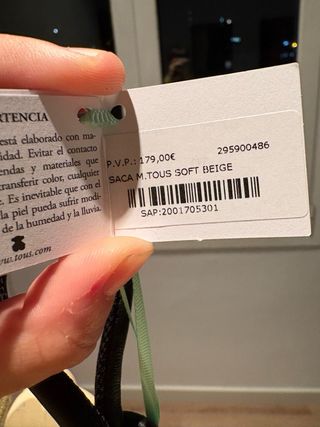 RTENCIA
está elaborado con ma-
idad. Evitar el contacto
endas y materiales que
transferir color, cualquier
e. Es inevitable que con el
la piel pueda sufrir modi-
de la humedad y la lluvia.
w.tous.com
P.V.P.: 179,00€ 295900486
SACA M.TOUS SOFT BEIGE
SAP:2001705301